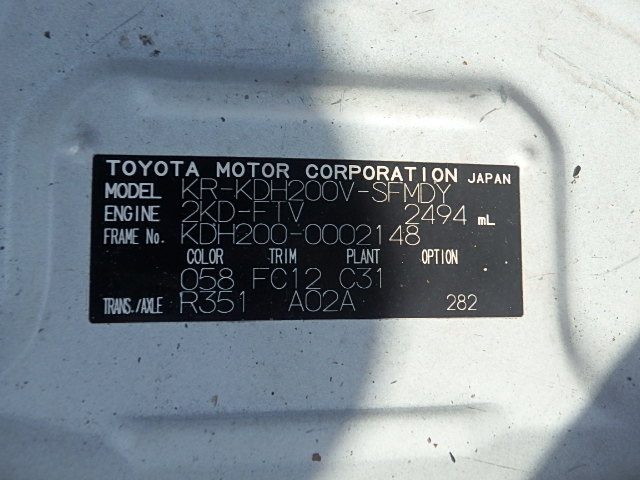 TOYOTA MOTOR CORPORATION JAPAN
MODEL KR-KDH200V-SFMDY
ENGINE 2KD-FTV 2494 mL
FRAME No. KDH200-0002148
COLOR TRIM PLANT OPTION
058 FC12 C31
TRANS./AXLE R351 A02A 282